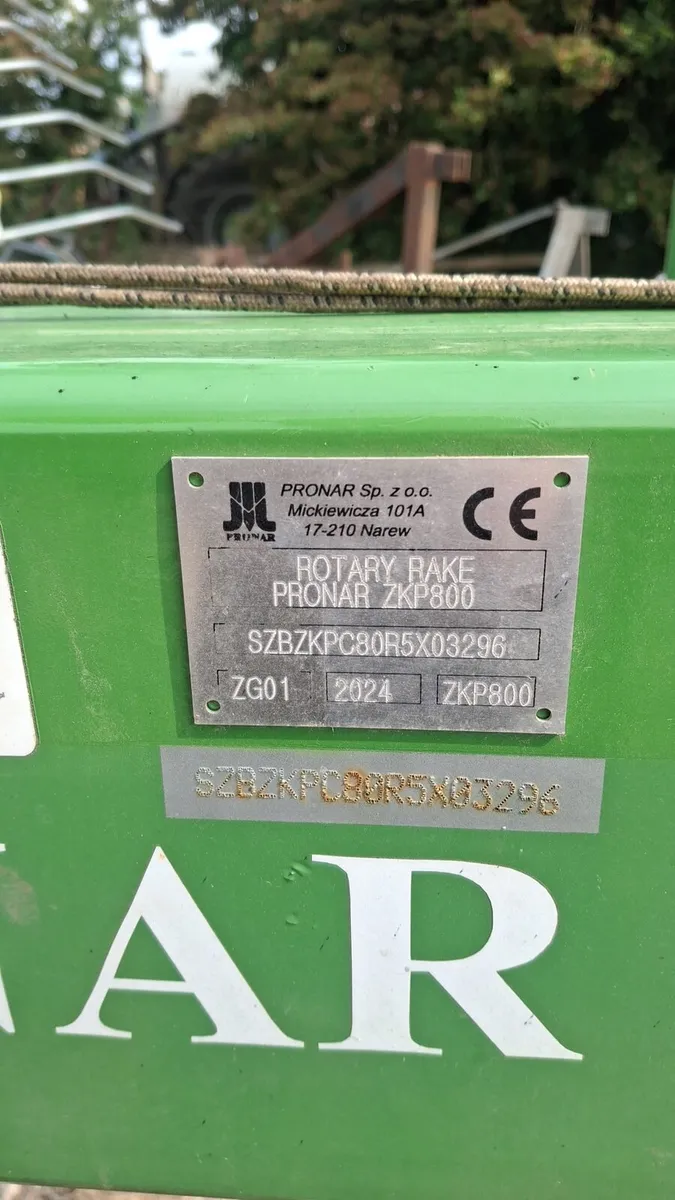 PRONAR Sp. z o.o.
Mickiewicza 101A
17-210 Narew
CE
PRONAR
ROTARY RAKE
PRONAR ZKP800
SZBZKPC80R5X03296
ZG01 2024 ZKP800
SZBZKPC80R5X03296
AR